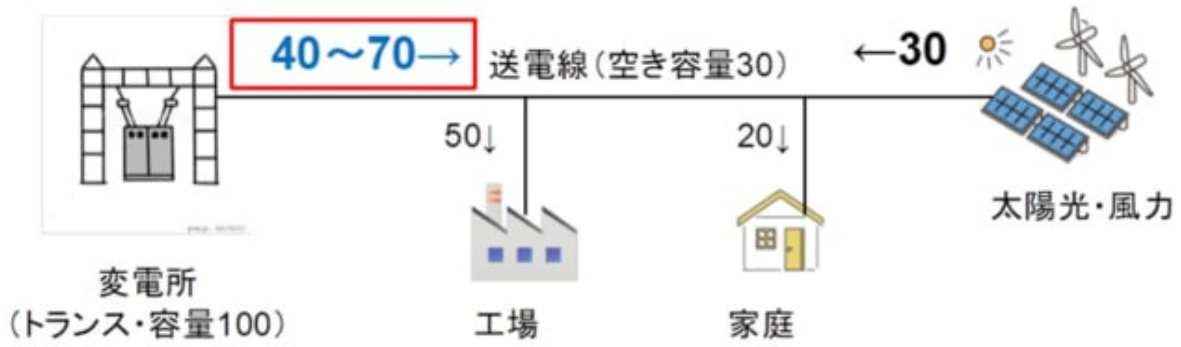 40～70→
送電線（空き容量30）
←30
50↓
20↓
太陽光・風力
変電所
（トランス・容量100）
工場
家庭